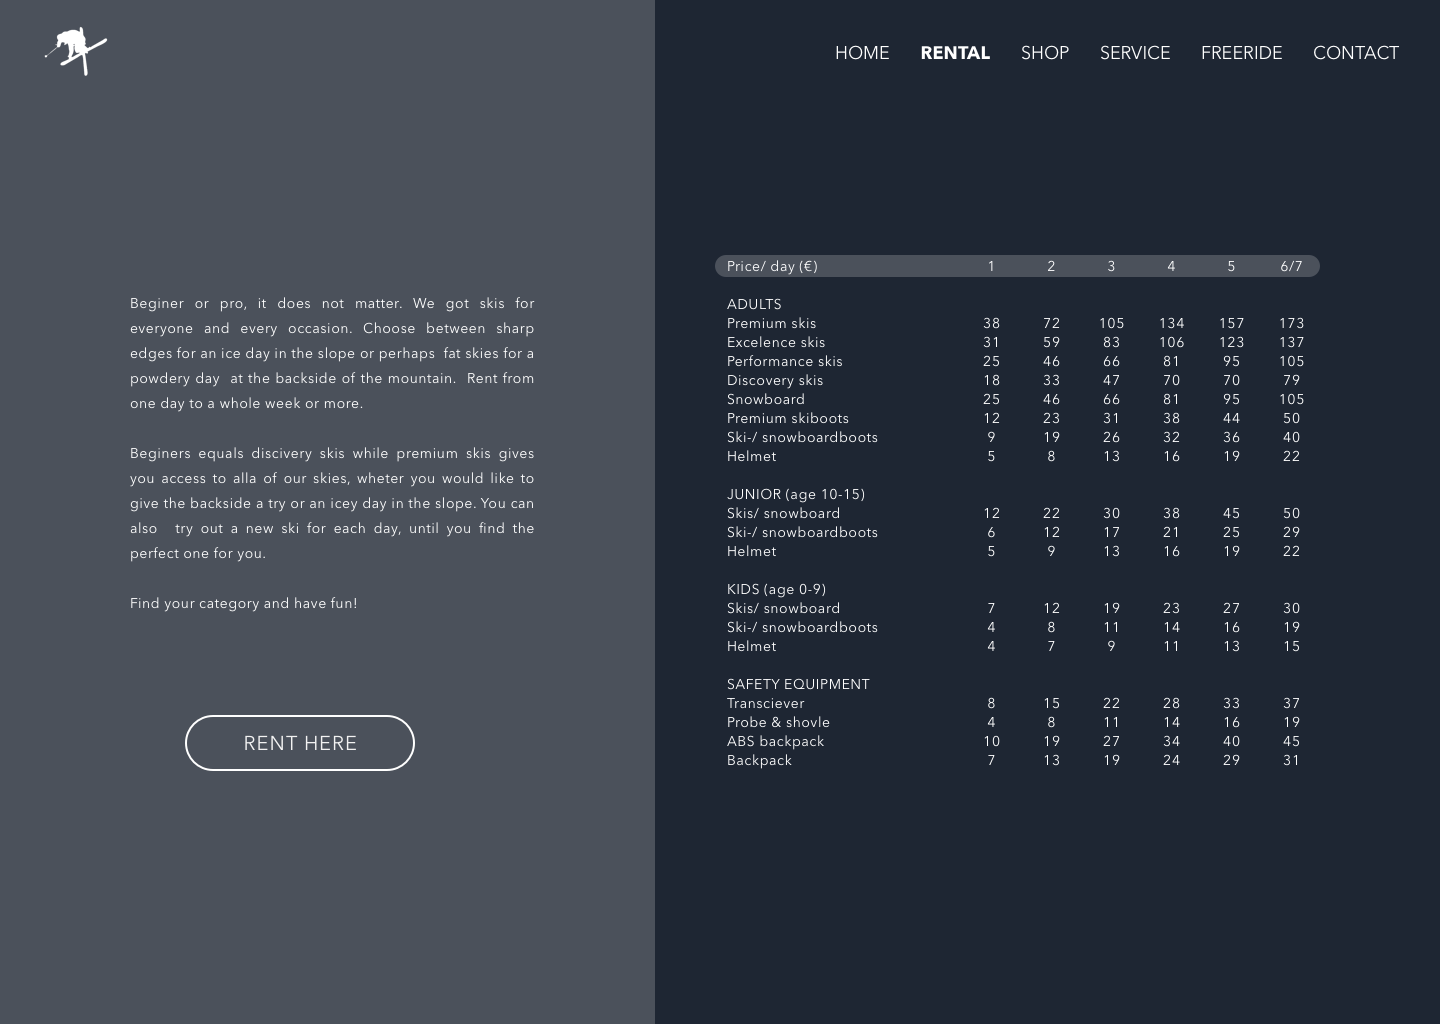 HOME RENTAL SHOP SERVICE FREERIDE CONTACT
Beginer or pro, it does not matter. We got skis for
everyone and every occasion. Choose between sharp
edges for an ice day in the slope or perhaps fat skies for a
powdery day at the backside of the mountain. Rent from
one day to a whole week or more.
Beginers equals discivery skis while premium skis gives
you access to alla of our skies, wheter you would like to
give the backside a try or an icey day in the slope. You can
also try out a new ski for each day, until you find the
perfect one for you.
Find your category and have fun!
RENT HERE
Price/ day (€) 1 2 3 4 5 6/7
ADULTS
Premium skis 38 72 105 134 157 173
Excelence skis 31 59 83 106 123 137
Performance skis 25 46 66 81 95 105
Discovery skis 18 33 47 70 70 79
Snowboard 25 46 66 81 95 105
Premium skiboots 12 23 31 38 44 50
Ski-/ snowboardboots 9 19 26 32 36 40
Helmet 5 8 13 16 19 22
JUNIOR (age 10-15)
Skis/ snowboard 12 22 30 38 45 50
Ski-/ snowboardboots 6 12 17 21 25 29
Helmet 5 9 13 16 19 22
KIDS (age 0-9)
Skis/ snowboard 7 12 19 23 27 30
Ski-/ snowboardboots 4 8 11 14 16 19
Helmet 4 7 9 11 13 15
SAFETY EQUIPMENT
Transciever 8 15 22 28 33 37
Probe & shovle 4 8 11 14 16 19
ABS backpack 10 19 27 34 40 45
Backpack 7 13 19 24 29 31